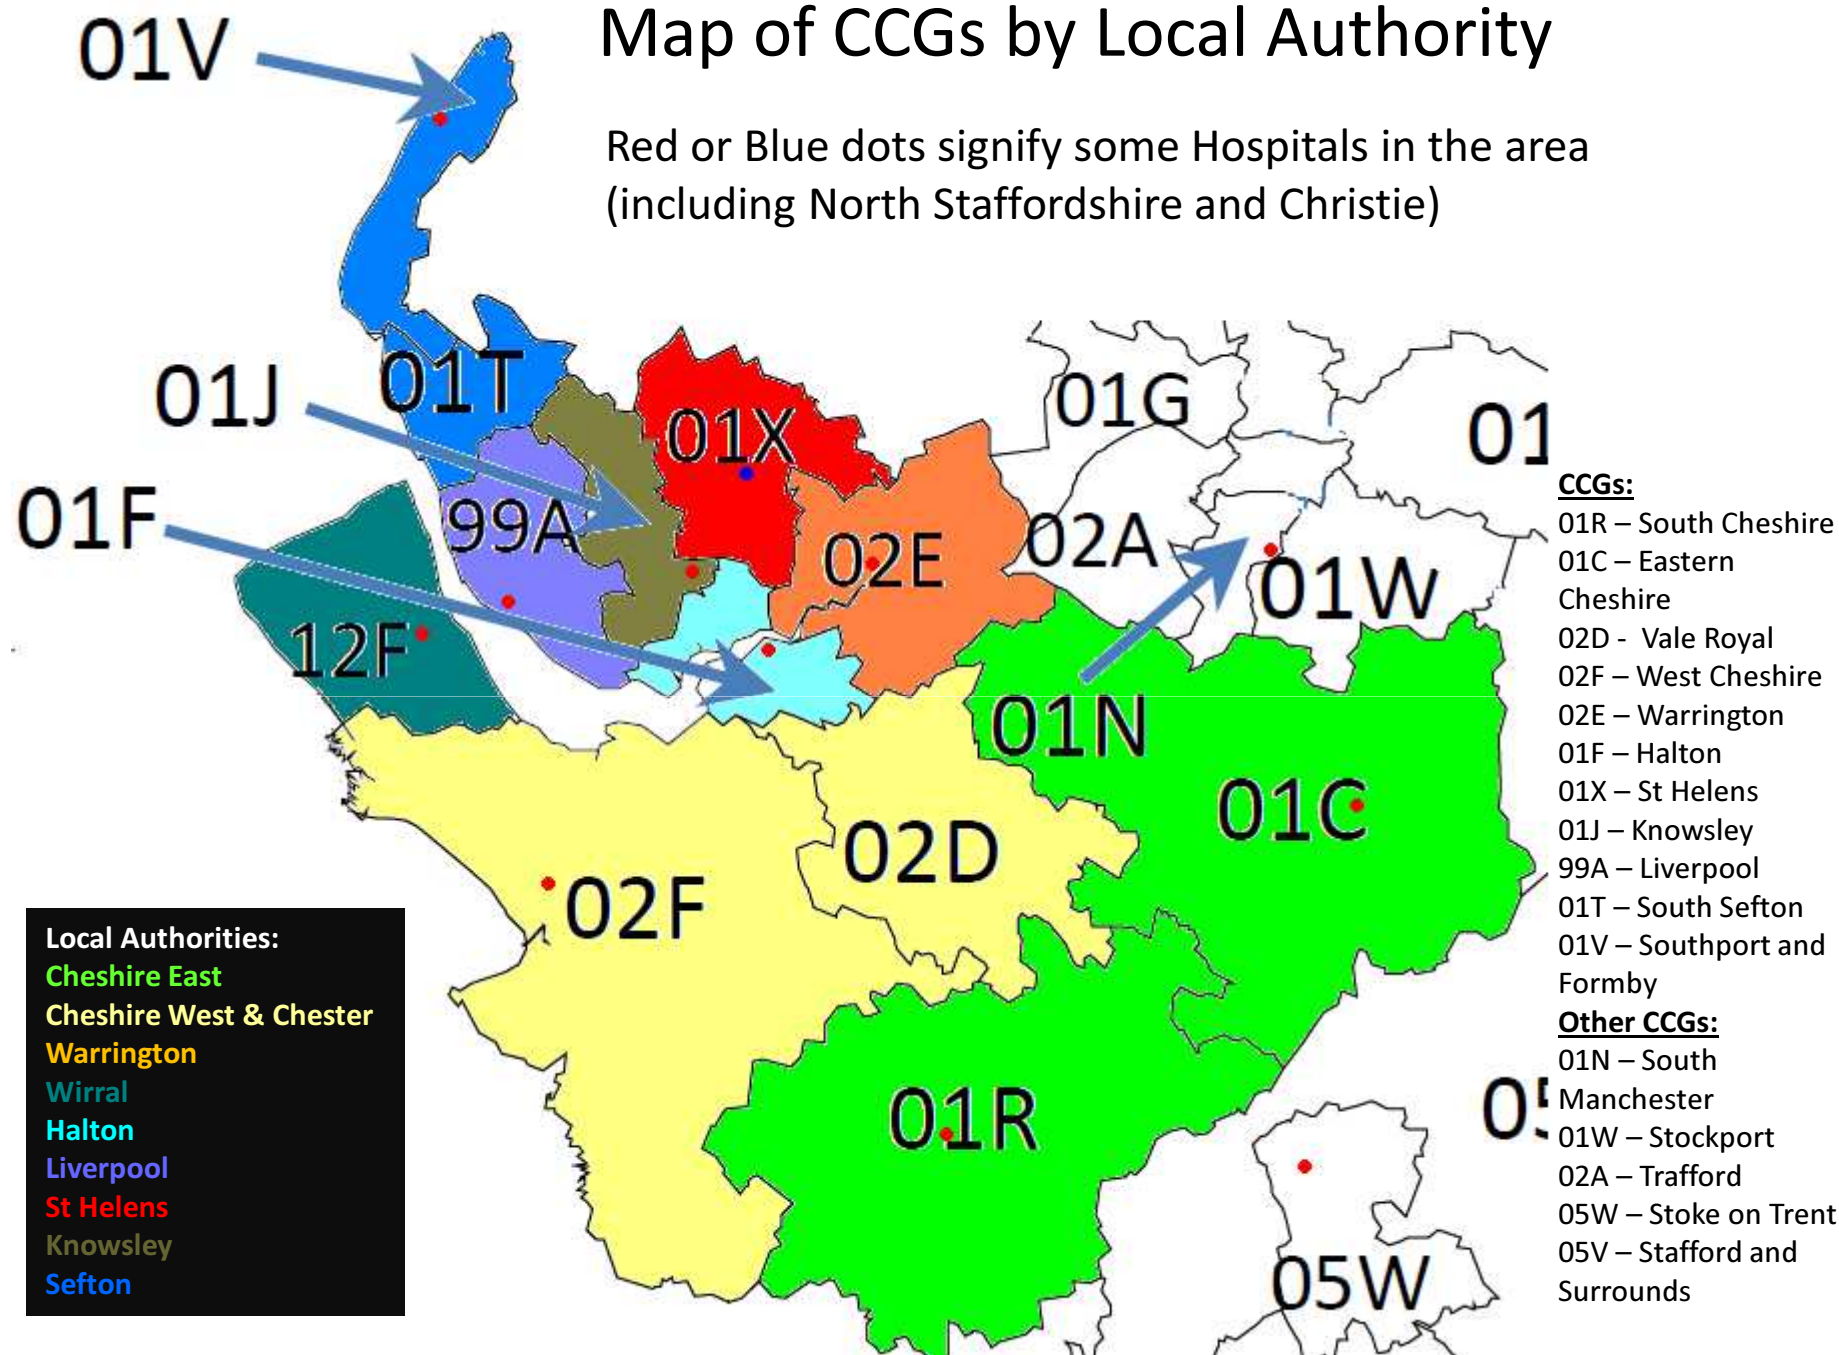 Map of CCGs by Local Authority
Red or Blue dots signify some Hospitals in the area
(including North Staffordshire and Christie)
01V
01J
01F
01T
01X
99A
12F
02E
01G
02A
01
01W
01N
01C
02D
02F
01R
05W
Local Authorities:
Cheshire East
Cheshire West & Chester
Warrington
Wirral
Halton
Liverpool
St Helens
Knowsley
Sefton
CCGs:
01R – South Cheshire
01C – Eastern
Cheshire
02D - Vale Royal
02F – West Cheshire
02E – Warrington
01F – Halton
01X – St Helens
01J – Knowsley
99A – Liverpool
01T – South Sefton
01V – Southport and
Formby
Other CCGs:
01N – South
Manchester
01W – Stockport
02A – Trafford
05W – Stoke on Trent
05V – Stafford and
Surrounds